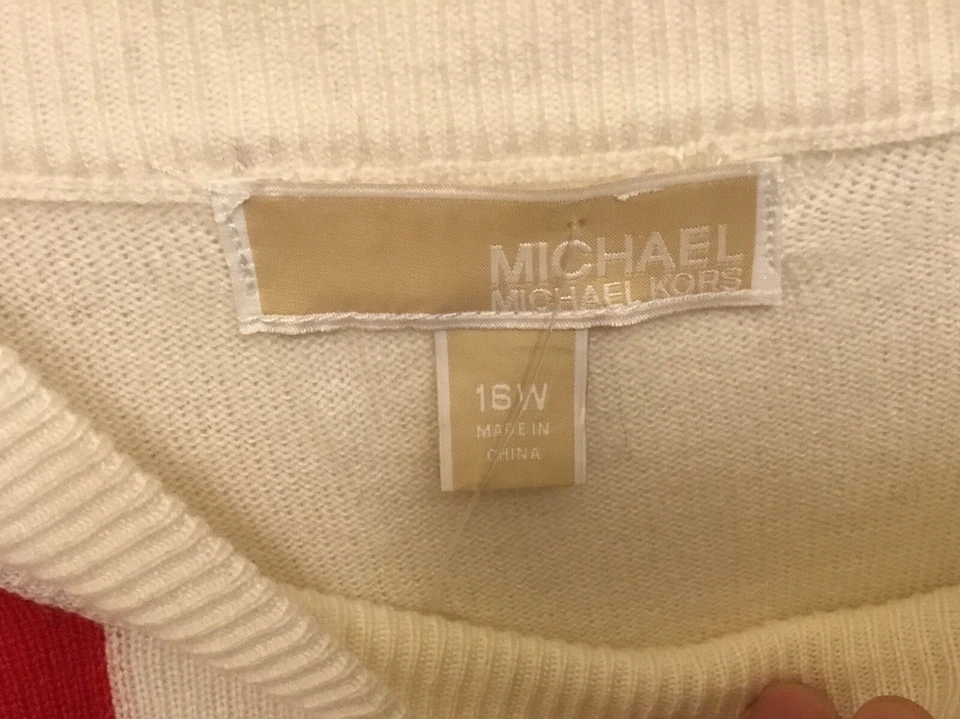 MICHAEL
MICHAEL KORS
16W
MADE IN
CHINA